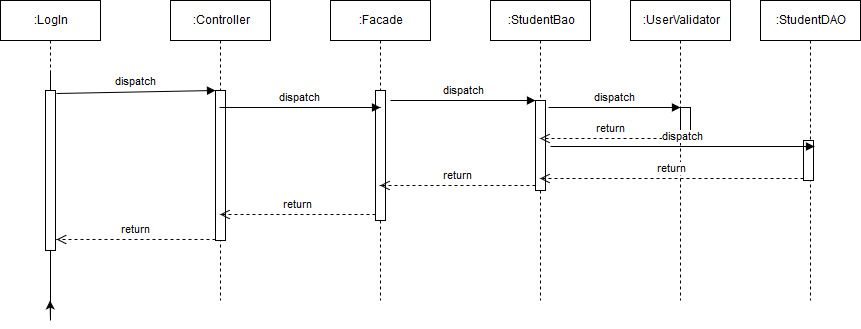 :LogIn
:Controller
:Facade
:StudentBao
:UserValidator
:StudentDAO
dispatch
dispatch
dispatch
dispatch
return
dispatch
return
return
return
return